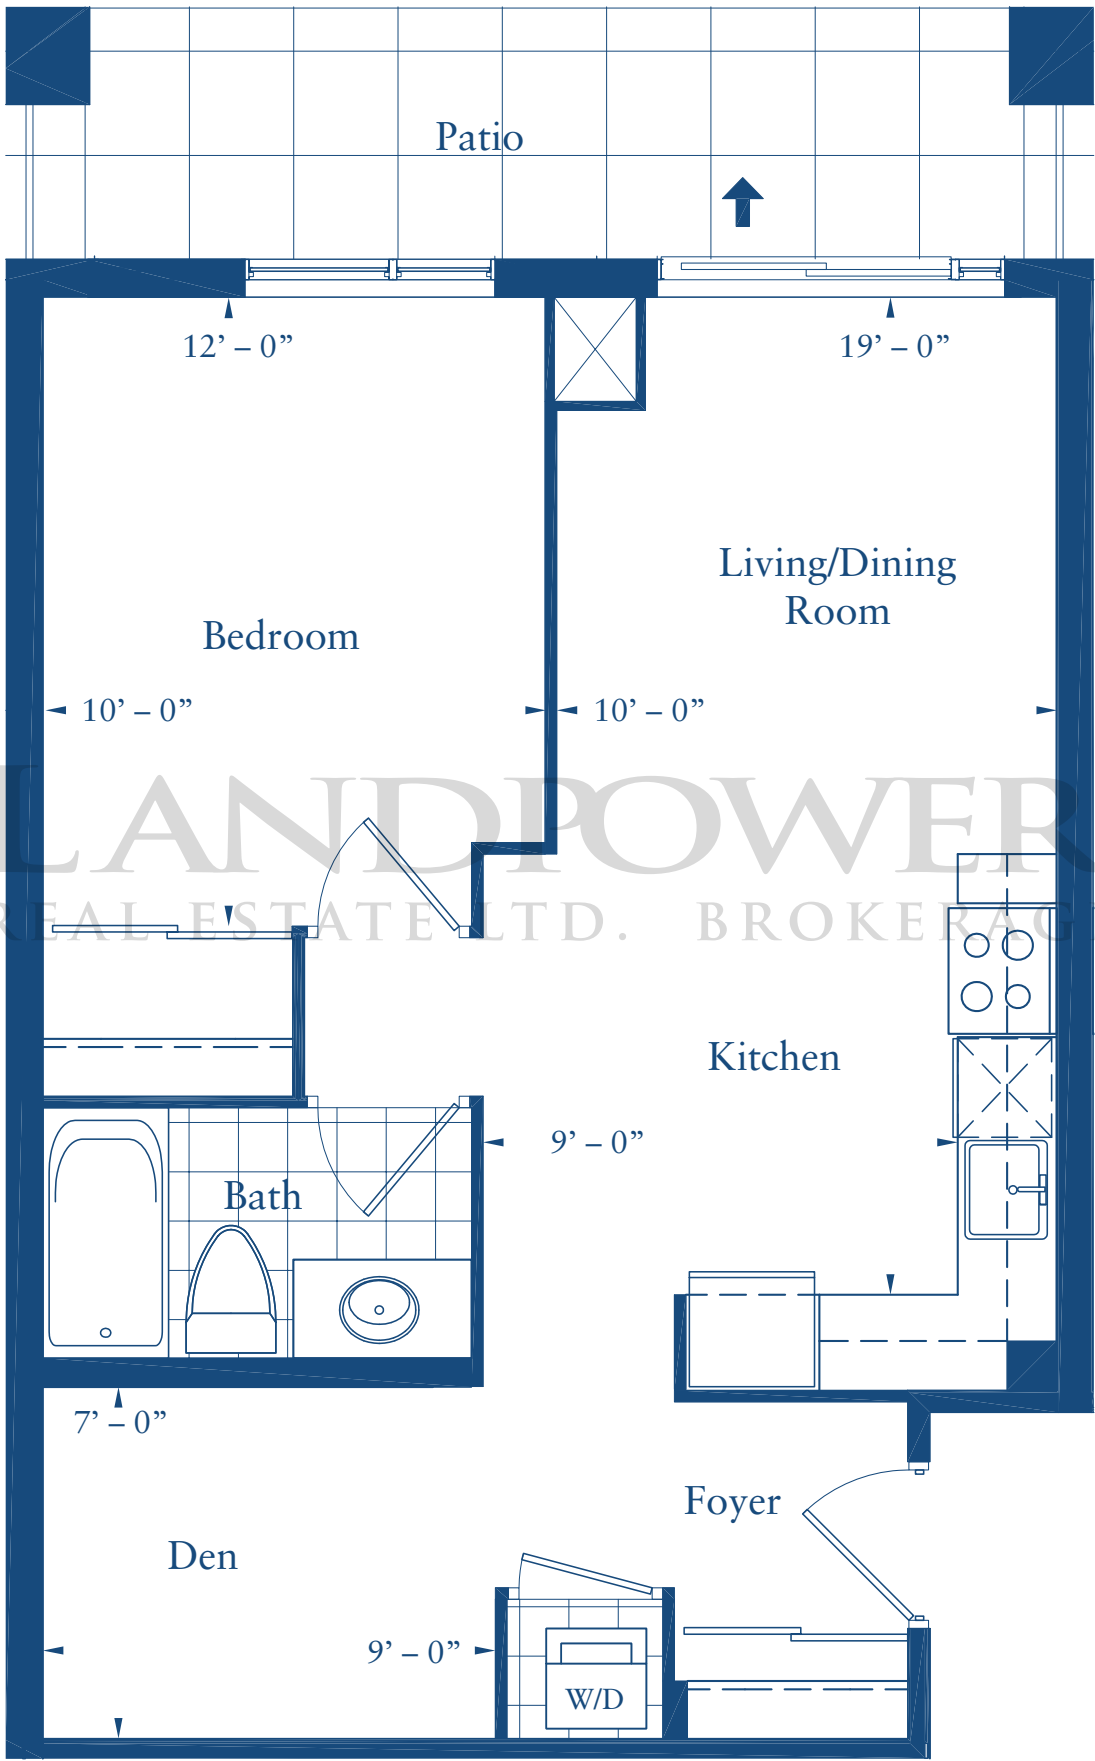 Patio
12’ – 0”
19’ – 0”
Living/Dining
Room
Bedroom
10’ – 0”
10’ – 0”
LANDPOWER
REAL ESTATE LTD. BROKERAG
Kitchen
9’ – 0”
Bath
7’ – 0”
Foyer
Den
9’ – 0”
W/D